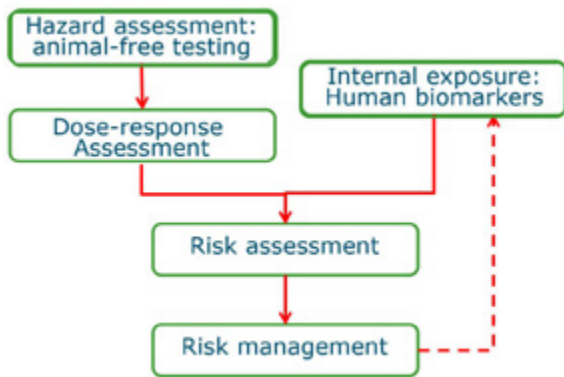 Hazard assessment:
animal-free testing
Internal exposure:
Human biomarkers
Dose-response
Assessment
Risk assessment
Risk management